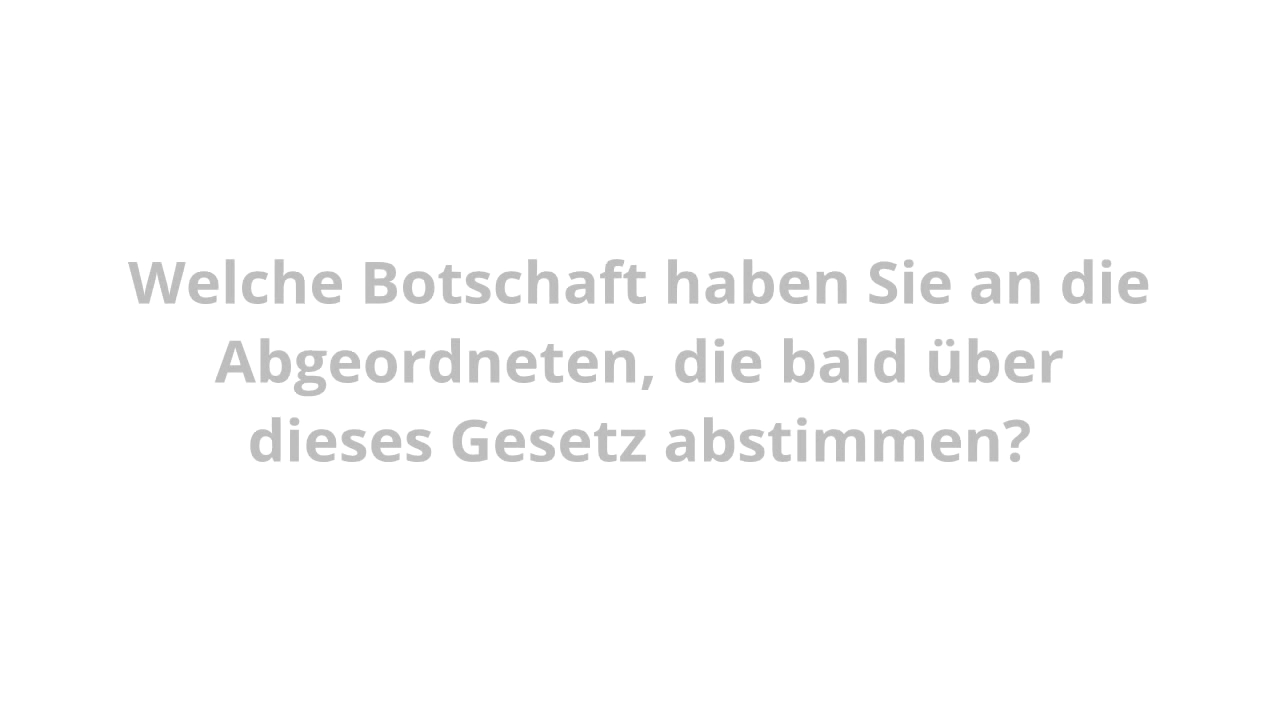 Welche Botschaft haben Sie an die
Abgeordneten, die bald über
dieses Gesetz abstimmen?